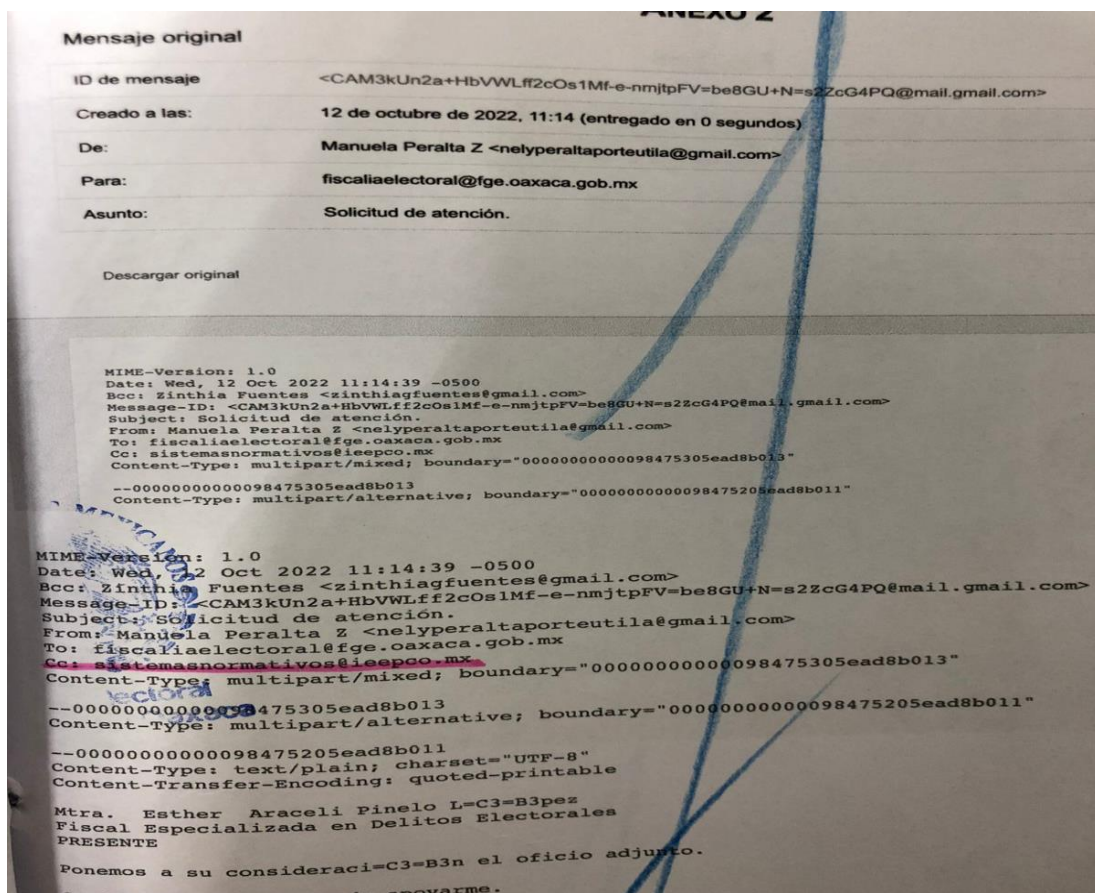 ANEXO 2
Mensaje original
ID de mensaje <CAM3kUn2a+HbVWLff2cOs1Mf-e-nmjtpFV=be8GU+N=s2ZcG4PQ@mail.gmail.com>
Creado a las: 12 de octubre de 2022, 11:14 (entregado en 0 segundos)
De: Manuela Peralta Z <nelyperaltaporteutila@gmail.com>
Para: fiscaliaelectoral@fge.oaxaca.gob.mx
Asunto: Solicitud de atención.
Descargar original
MIME-Version: 1.0
Date: Wed, 12 Oct 2022 11:14:39 -0500
Bcc: Zinthia Fuentes <zinthiagfuentes@gmail.com>
Message-ID: <CAM3kUn2a+HbVWLff2cOs1Mf-e-nmjtpFV=be8GU+N=s2ZcG4PQ@mail.gmail.com>
Subject: Solicitud de atención.
From: Manuela Peralta Z <nelyperaltaporteutila@gmail.com>
To: fiscaliaelectoral@fge.oaxaca.gob.mx
Cc: sistemasnormativos@ieepco.mx
Content-Type: multipart/mixed; boundary="00000000000098475305ead8b013"
--00000000000098475305ead8b013
Content-Type: multipart/alternative; boundary="00000000000098475205ead8b011"
MEXICANOS
MIME-Version: 1.0
Date: Wed, 12 Oct 2022 11:14:39 -0500
Bcc: Zinthia Fuentes <zinthiagfuentes@gmail.com>
Message-ID: <CAM3kUn2a+HbVWLff2cOs1Mf-e-nmjtpFV=be8GU+N=s2ZcG4PQ@mail.gmail.com>
Subject: Solicitud de atención.
From: Manuela Peralta Z <nelyperaltaporteutila@gmail.com>
To: fiscaliaelectoral@fge.oaxaca.gob.mx
Cc: sistemasnormativos@ieepco.mx
Content-Type: multipart/mixed; boundary="00000000000098475305ead8b013"
lectoral
--00000000000098475305ead8b013
axaca
Content-Type: multipart/alternative; boundary="00000000000098475205ead8b011"
--00000000000098475205ead8b011
Content-Type: text/plain; charset="UTF-8"
Content-Transfer-Encoding: quoted-printable
Mtra. Esther Araceli Pinelo L=C3=B3pez
Fiscal Especializada en Delitos Electorales
PRESENTE
Ponemos a su consideraci=C3=B3n el oficio adjunto.
apoyarme.